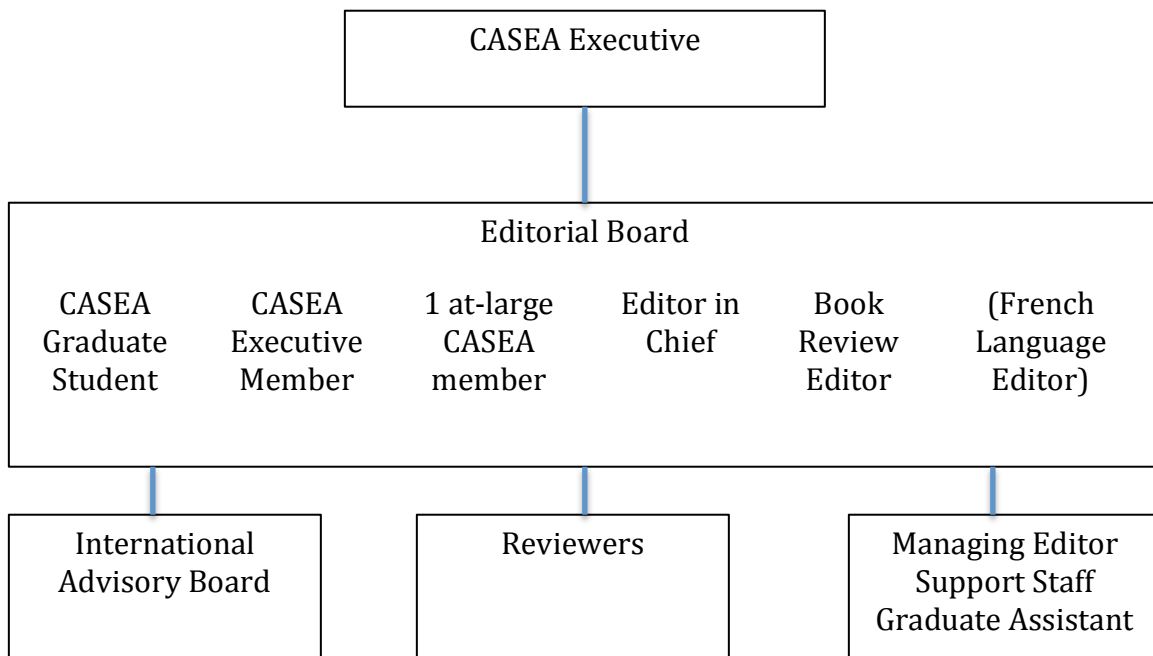 CASEA Executive
Editorial Board
CASEA
Graduate
Student
CASEA
Executive
Member
1 at-large
CASEA
member
Editor in
Chief
Book
Review
Editor
(French
Language
Editor)
International
Advisory Board
Reviewers
Managing Editor
Support Staff
Graduate Assistant